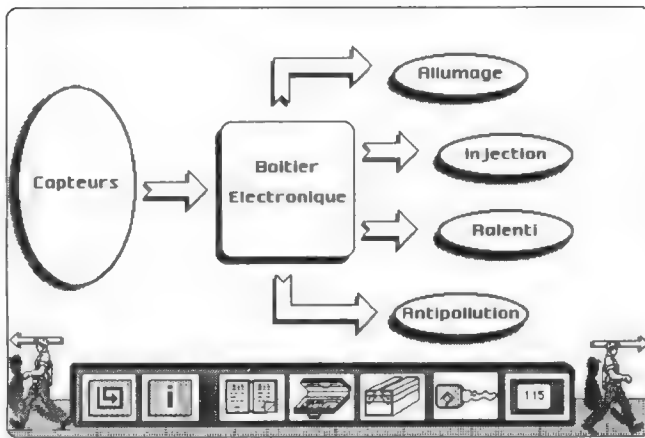 Allumage
Capteurs
Boitier
Electronique
Injection
Ralenti
Antipollution
i
115